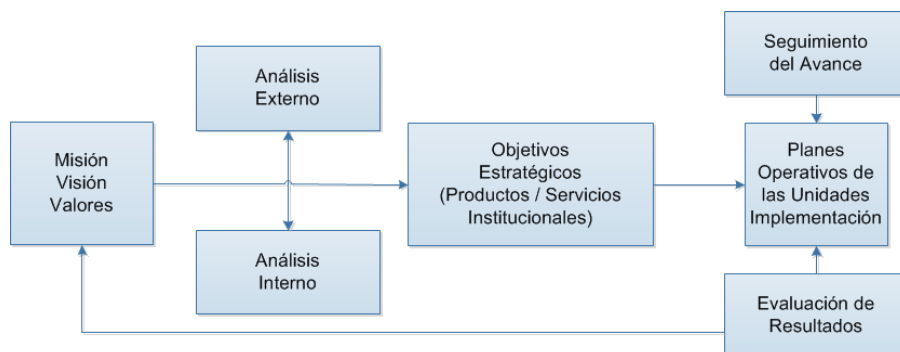 Misión
Visión
Valores
Análisis
Externo
Análisis
Interno
Objetivos
Estratégicos
(Productos / Servicios
Institucionales)
Seguimiento
del Avance
Planes
Operativos de
las Unidades
Implementación
Evaluación de
Resultados